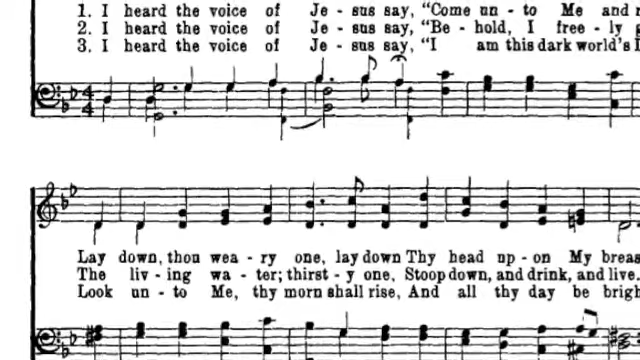 1. I heard the voice of Je - sus say, "Come un - to Me and
2. I heard the voice of Je - sus say, "Be - hold, I free - ly
3. I heard the voice of Je - sus say, "I am this dark world's
4
4
Lay down, thou wea - ry one, lay down Thy head up - on My breas
The liv - ing wa - ter; thirst - y one, Stoop down, and drink, and live.
Look un - to Me, thy morn shall rise, And all thy day be brigh